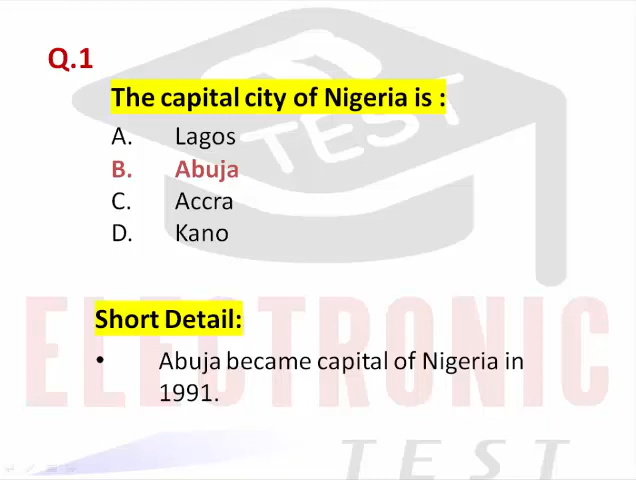 Q.1
The capital city of Nigeria is :
A. Lagos
B. Abuja
C. Accra
D. Kano
Short Detail:
• Abuja became capital of Nigeria in
1991.
TEST
ELECTRONIC
TEST